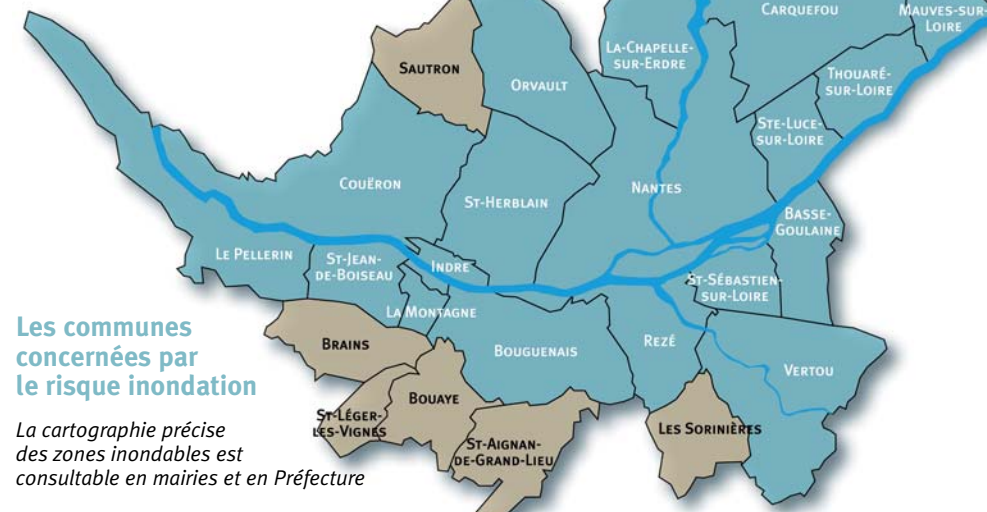 CARQUEFOU
MAUVES-SUR-
LOIRE
LA-CHAPELLE-
SUR-ERDRE
SAUTRON
ORVAULT
THOUARÉ-
SUR-LOIRE
STE-LUCE-
SUR-LOIRE
COUËRON
ST-HERBLAIN
NANTES
BASSE-
GOULAINE
LE PELLERIN
ST-JEAN-
DE-BOISEAU
INDRE
ST-SÉBASTIEN-
SUR-LOIRE
LA MONTAGNE
BRAINS
BOUGUENAIS
REZÉ
VERTOU
BOUAYE
ST-LÉGER-
LES-VIGNES
ST-AIGNAN-
DE-GRAND-LIEU
LES SORINIÈRES
Les communes
concernées par
le risque inondation
La cartographie précise
des zones inondables est
consultable en mairies et en Préfecture